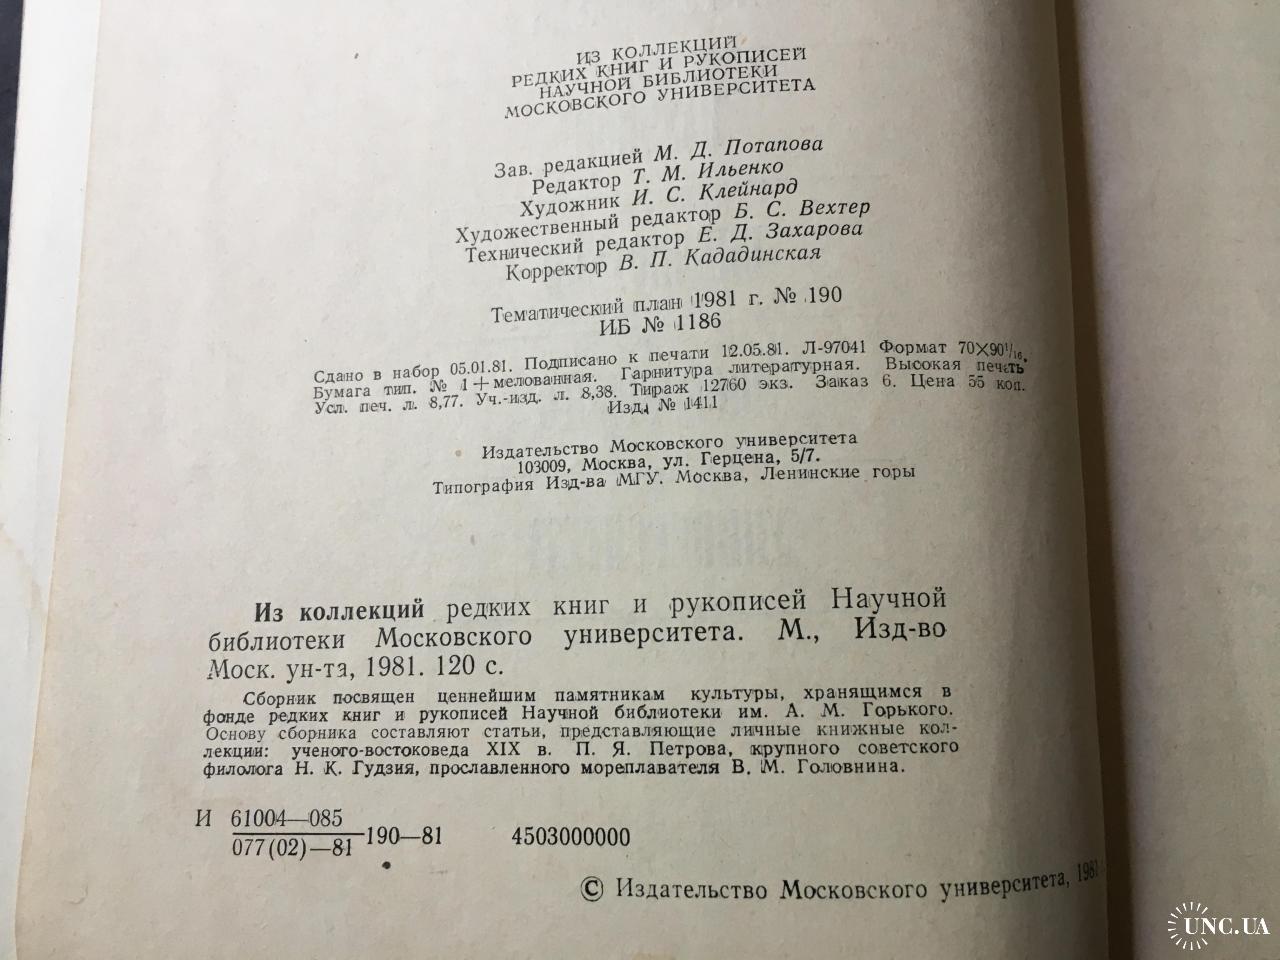 ИЗ КОЛЛЕКЦИЙ
РЕДКИХ КНИГ И РУКОПИСЕЙ
НАУЧНОЙ БИБЛИОТЕКИ
МОСКОВСКОГО УНИВЕРСИТЕТА
Зав. редакцией М. Д. Потапова
Редактор Т. М. Ильенко
Художник И. С. Клейнард
Художественный редактор Б. С. Вехтер
Технический редактор Е. Д. Захарова
Корректор В. П. Кададинская
Тематический план 1981 г. № 190
ИБ № 1186
Сдано в набор 05.01.81. Подписано к печати 12.05.81. Л-97041 Формат 70×90¹/₁₆.
Бумага тип. № 1+мелованная. Гарнитура литературная. Высокая печать
Усл. печ. л. 8,77. Уч.-изд. л. 8,38. Тираж 12760 экз. Заказ 6. Цена 55 коп.
Изд. № 1411
Издательство Московского университета
103009, Москва, ул. Герцена, 5/7.
Типография Изд-ва МГУ. Москва, Ленинские горы
Из коллекций редких книг и рукописей Научной
библиотеки Московского университета. М., Изд-во
Моск. ун-та, 1981. 120 с.
Сборник посвящен ценнейшим памятникам культуры, хранящимся в
фонде редких книг и рукописей Научной библиотеки им. А. М. Горького.
Основу сборника составляют статьи, представляющие личные книжные кол-
лекции: ученого-востоковеда XIX в. П. Я. Петрова, крупного советского
филолога Н. К. Гудзия, прославленного мореплавателя В. М. Головнина.
И 61004—085
077(02)—81 190—81 4503000000
© Издательство Московского университета, 1981
UNC.UA